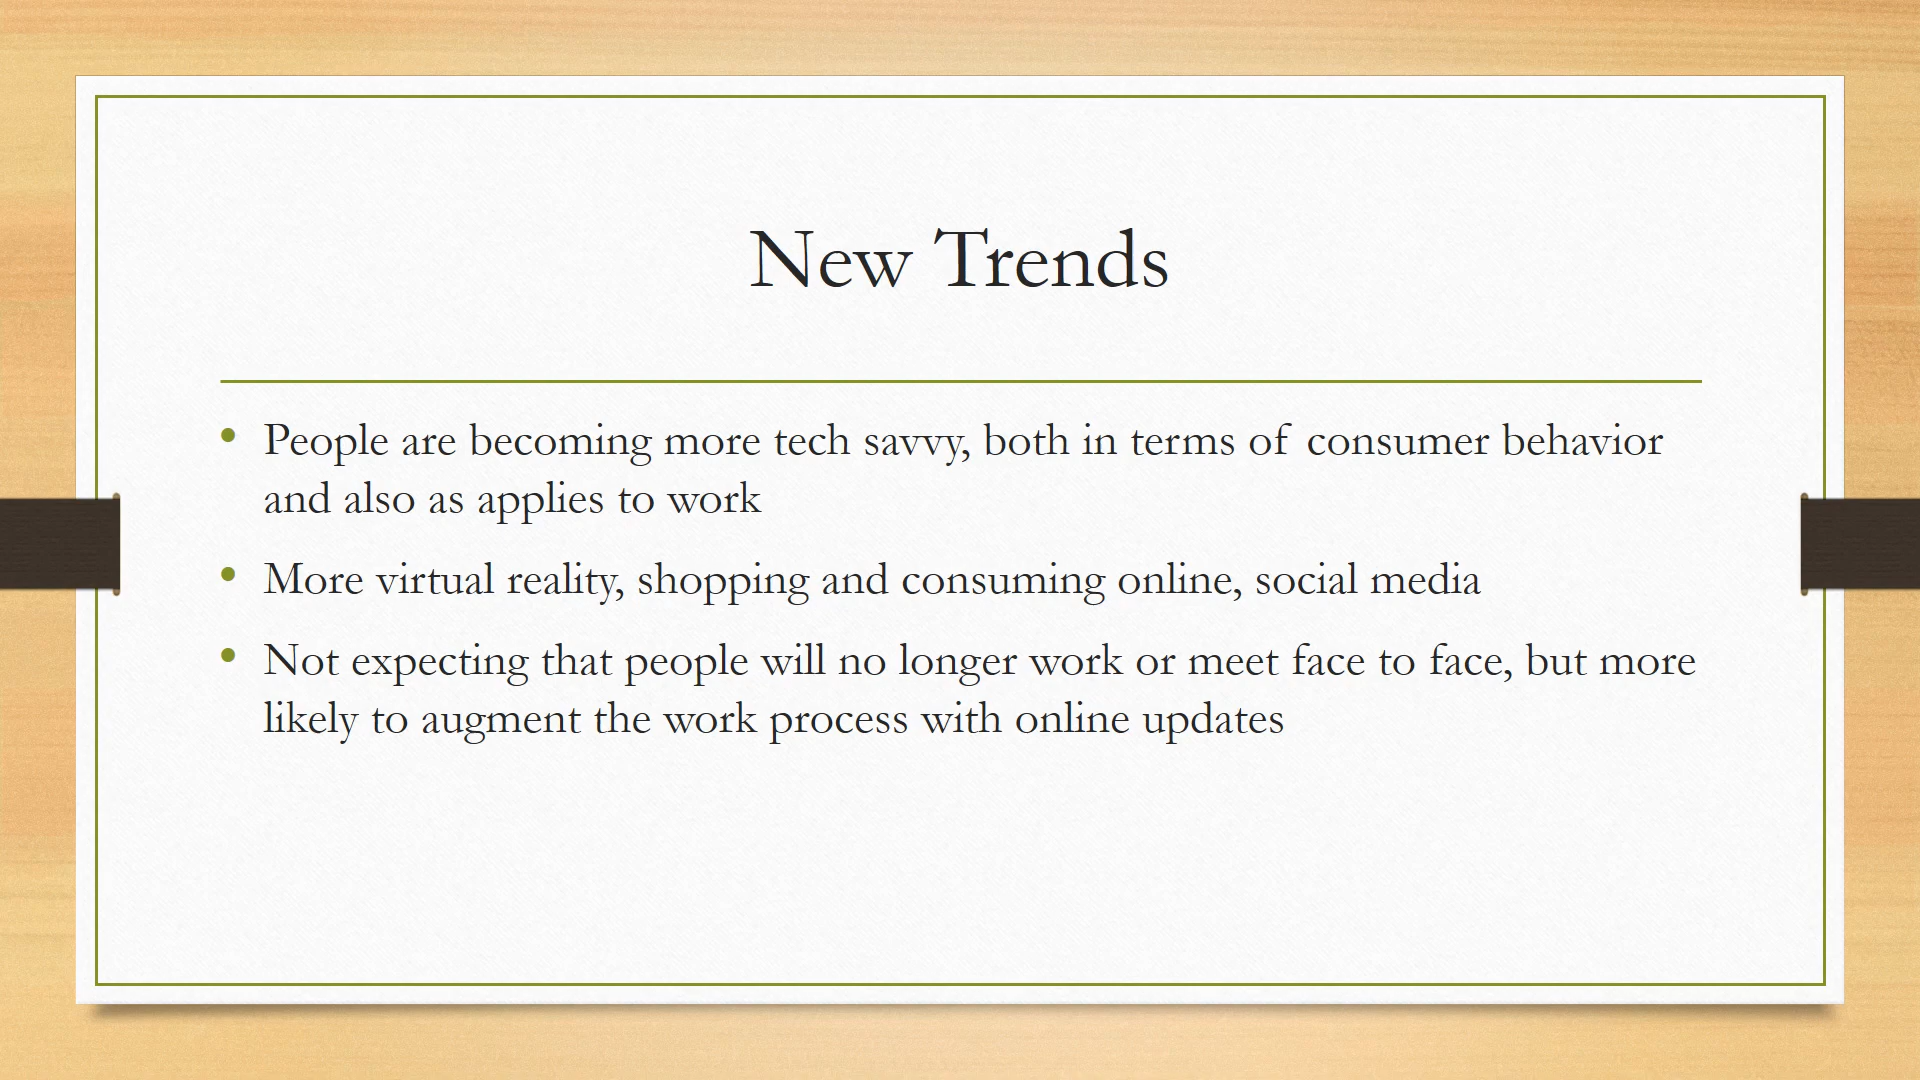 New Trends
• People are becoming more tech savvy, both in terms of consumer behavior
and also as applies to work
• More virtual reality, shopping and consuming online, social media
• Not expecting that people will no longer work or meet face to face, but more
likely to augment the work process with online updates